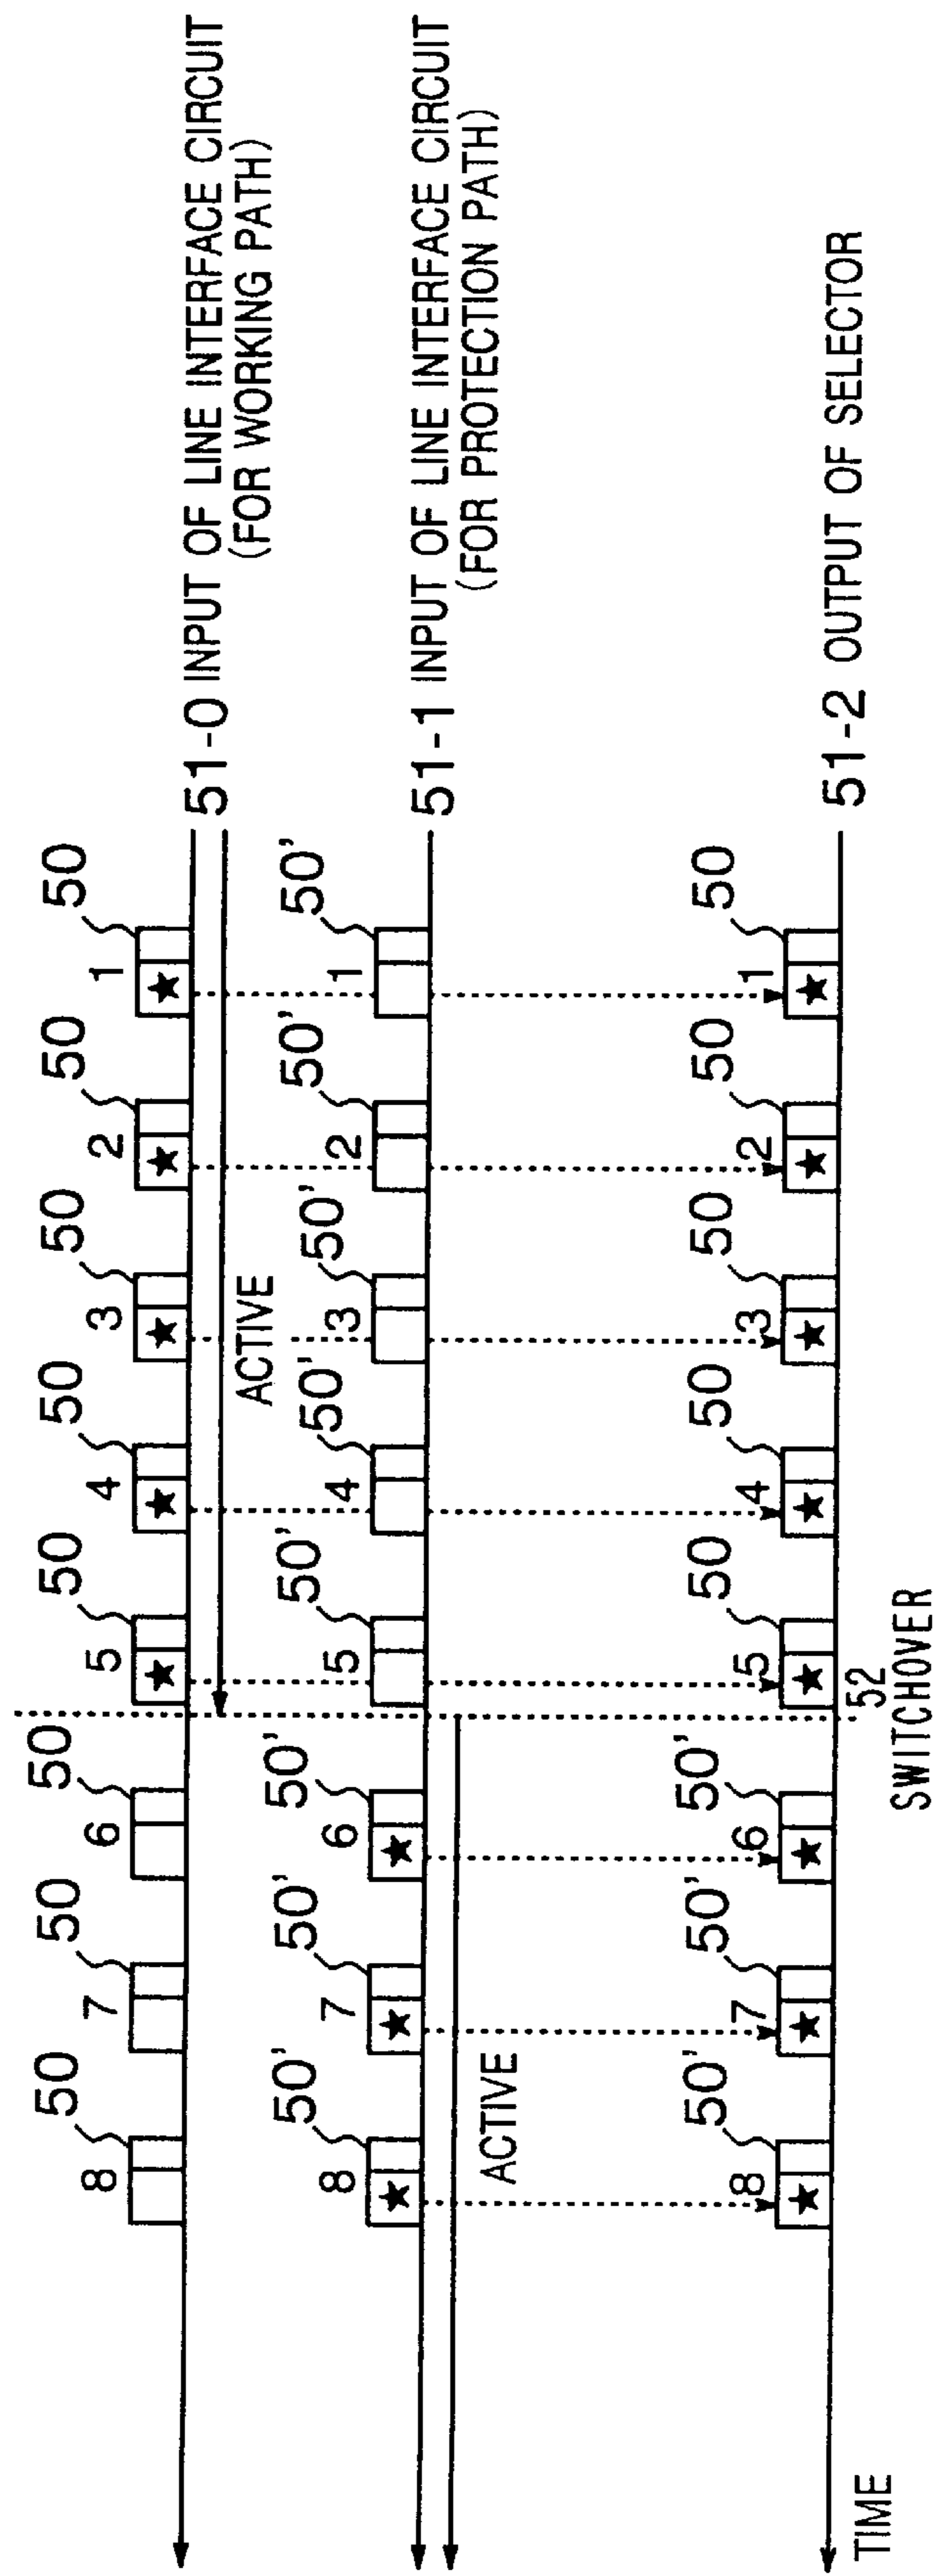 8 50
7 50
6 50
5 50
4 50
3 50
2 50
1 50
51-0 INPUT OF LINE INTERFACE CIRCUIT
(FOR WORKING PATH)
ACTIVE
8 50'
7 50'
6 50'
5 50'
4 50'
3 50'
2 50'
1 50'
51-1 INPUT OF LINE INTERFACE CIRCUIT
(FOR PROTECTION PATH)
ACTIVE
8 50'
7 50'
6 50'
5 50
4 50
3 50
2 50
1 50
51-2 OUTPUT OF SELECTOR
TIME
52
SWITCHOVER